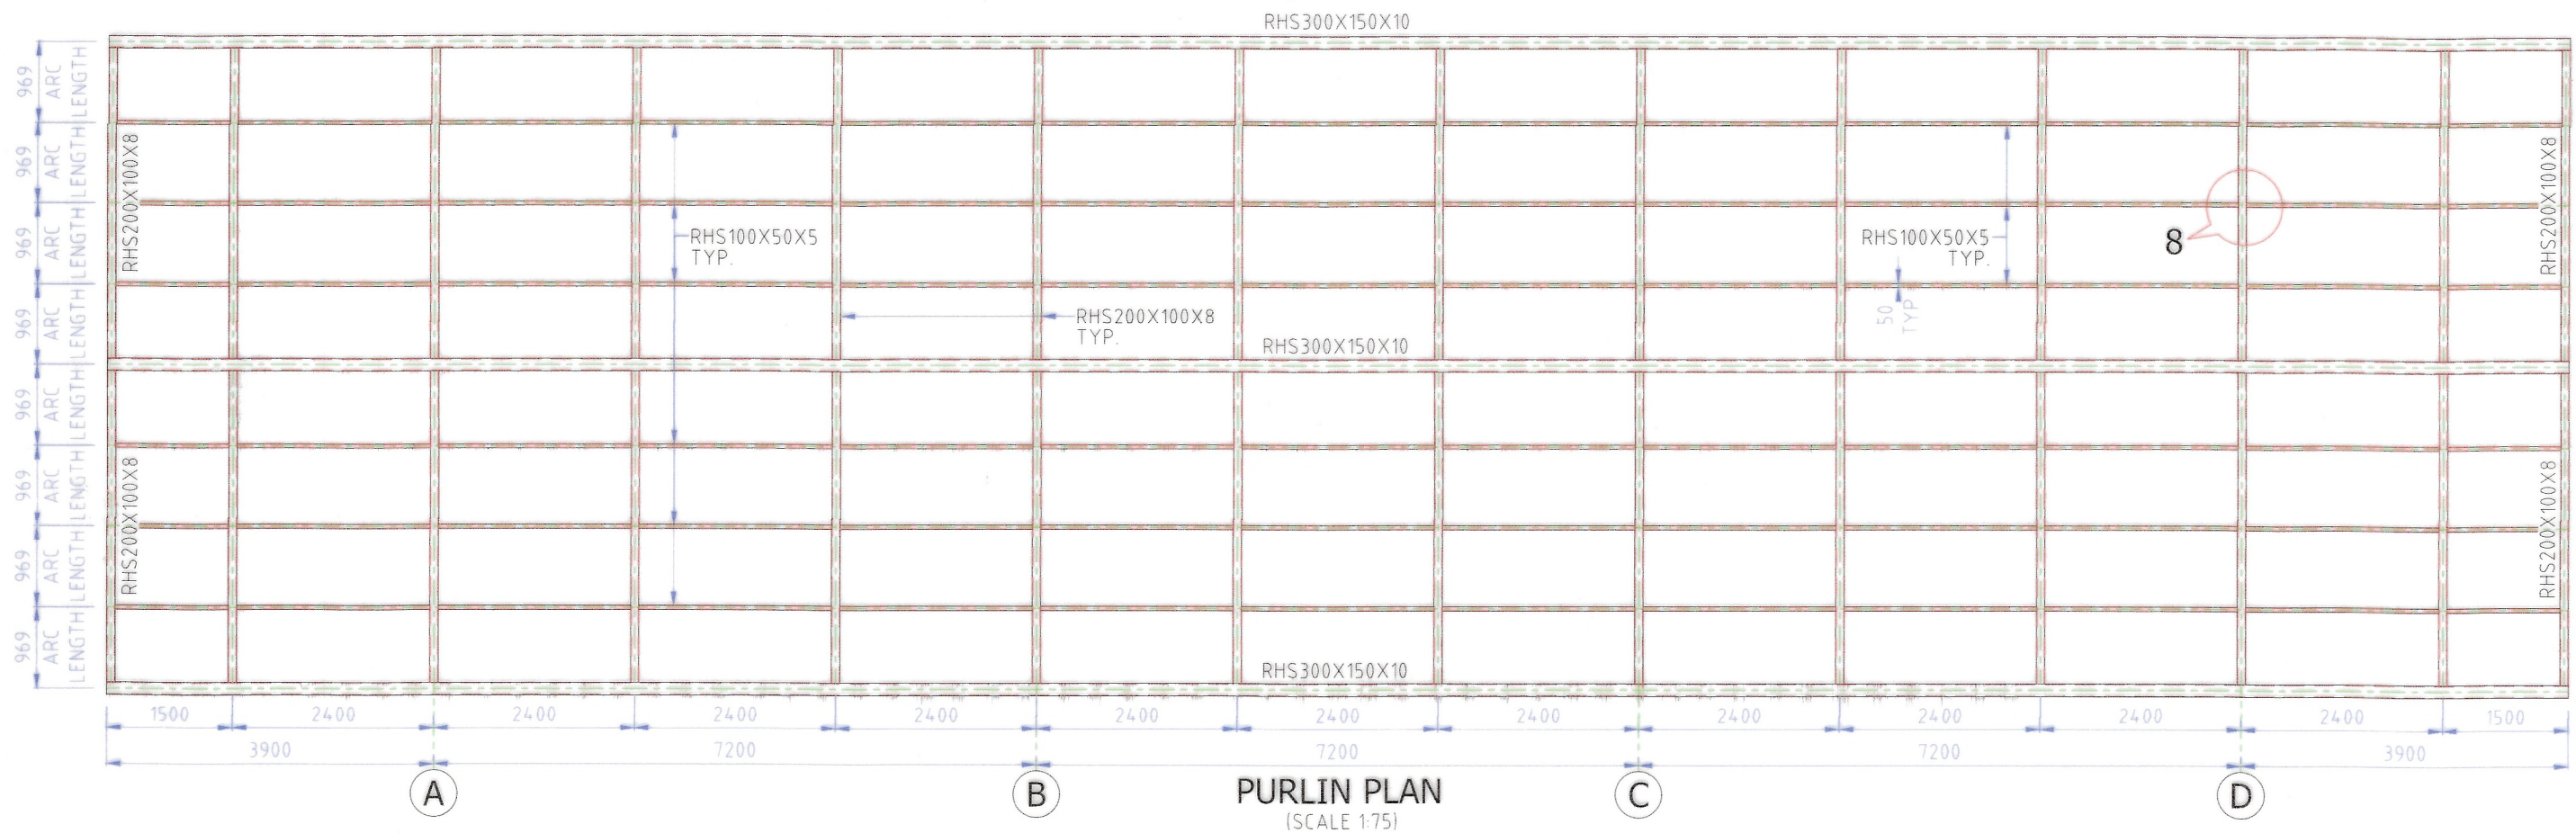 RHS300X150X10
969 ARC LENGTH
969 ARC LENGTH
969 ARC LENGTH
969 ARC LENGTH
969 ARC LENGTH
969 ARC LENGTH
969 ARC LENGTH
969 ARC LENGTH
RHS200X100X8
RHS200X100X8
RHS100X50X5
TYP.
RHS100X50X5
TYP.
8
50
TYP
RHS200X100X8
TYP.
RHS300X150X10
RHS200X100X8
RHS200X100X8
RHS300X150X10
1500 2400 2400 2400 2400 2400 2400 2400 2400 2400 2400 2400 1500
3900 7200 7200 7200 3900
A B C D
PURLIN PLAN
(SCALE 1:75)